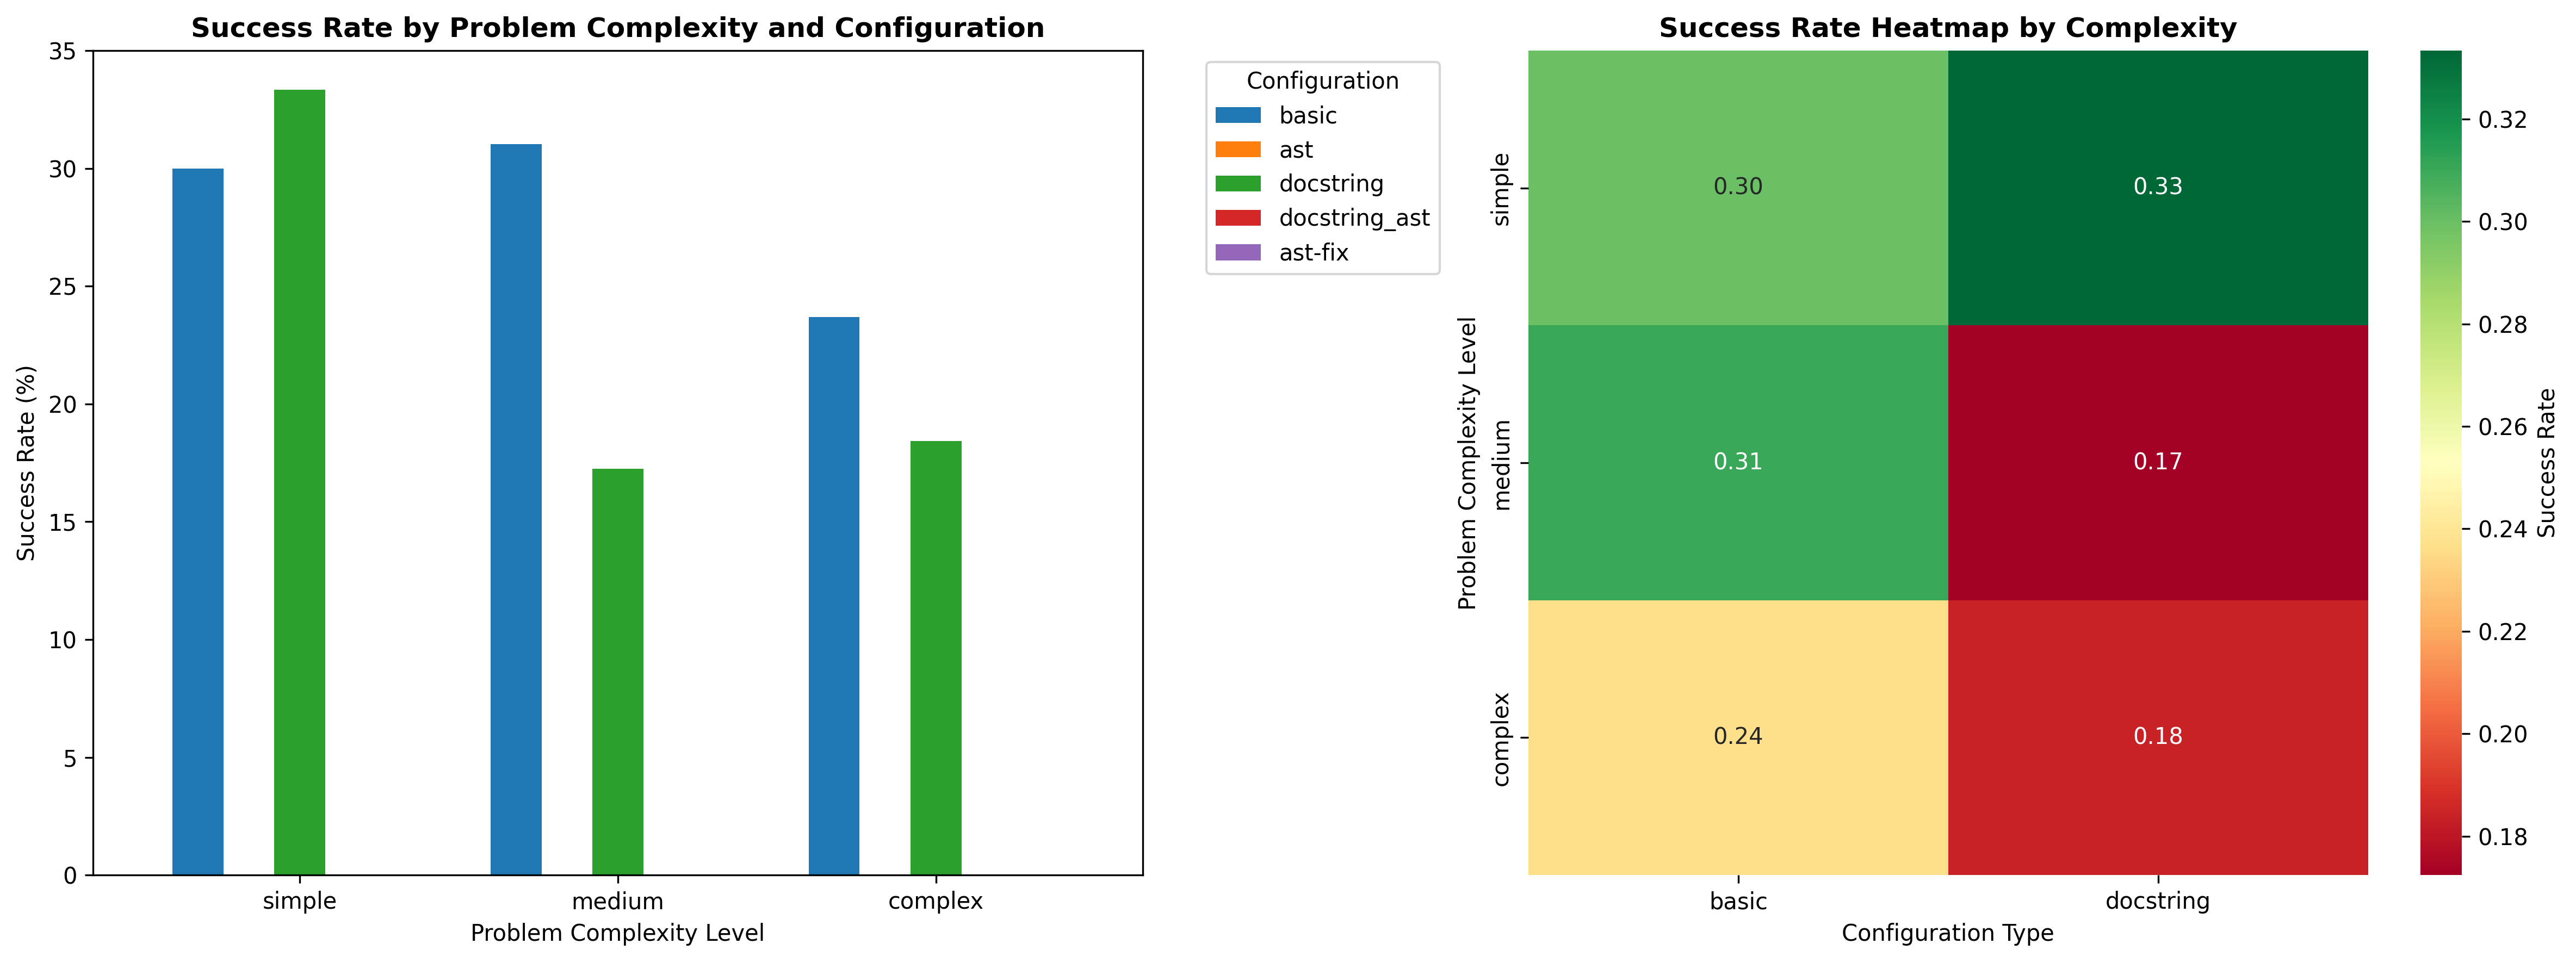 Success Rate by Problem Complexity and Configuration
35
30
25
20
15
10
5
0
Success Rate (%)
simple medium complex
Problem Complexity Level
Configuration
basic
ast
docstring
docstring_ast
ast-fix
Success Rate Heatmap by Complexity
Problem Complexity Level
simple
medium
complex
0.30 0.33
0.31 0.17
0.24 0.18
basic docstring
Configuration Type
0.32
0.30
0.28
0.26
0.24
0.22
0.20
0.18
Success Rate